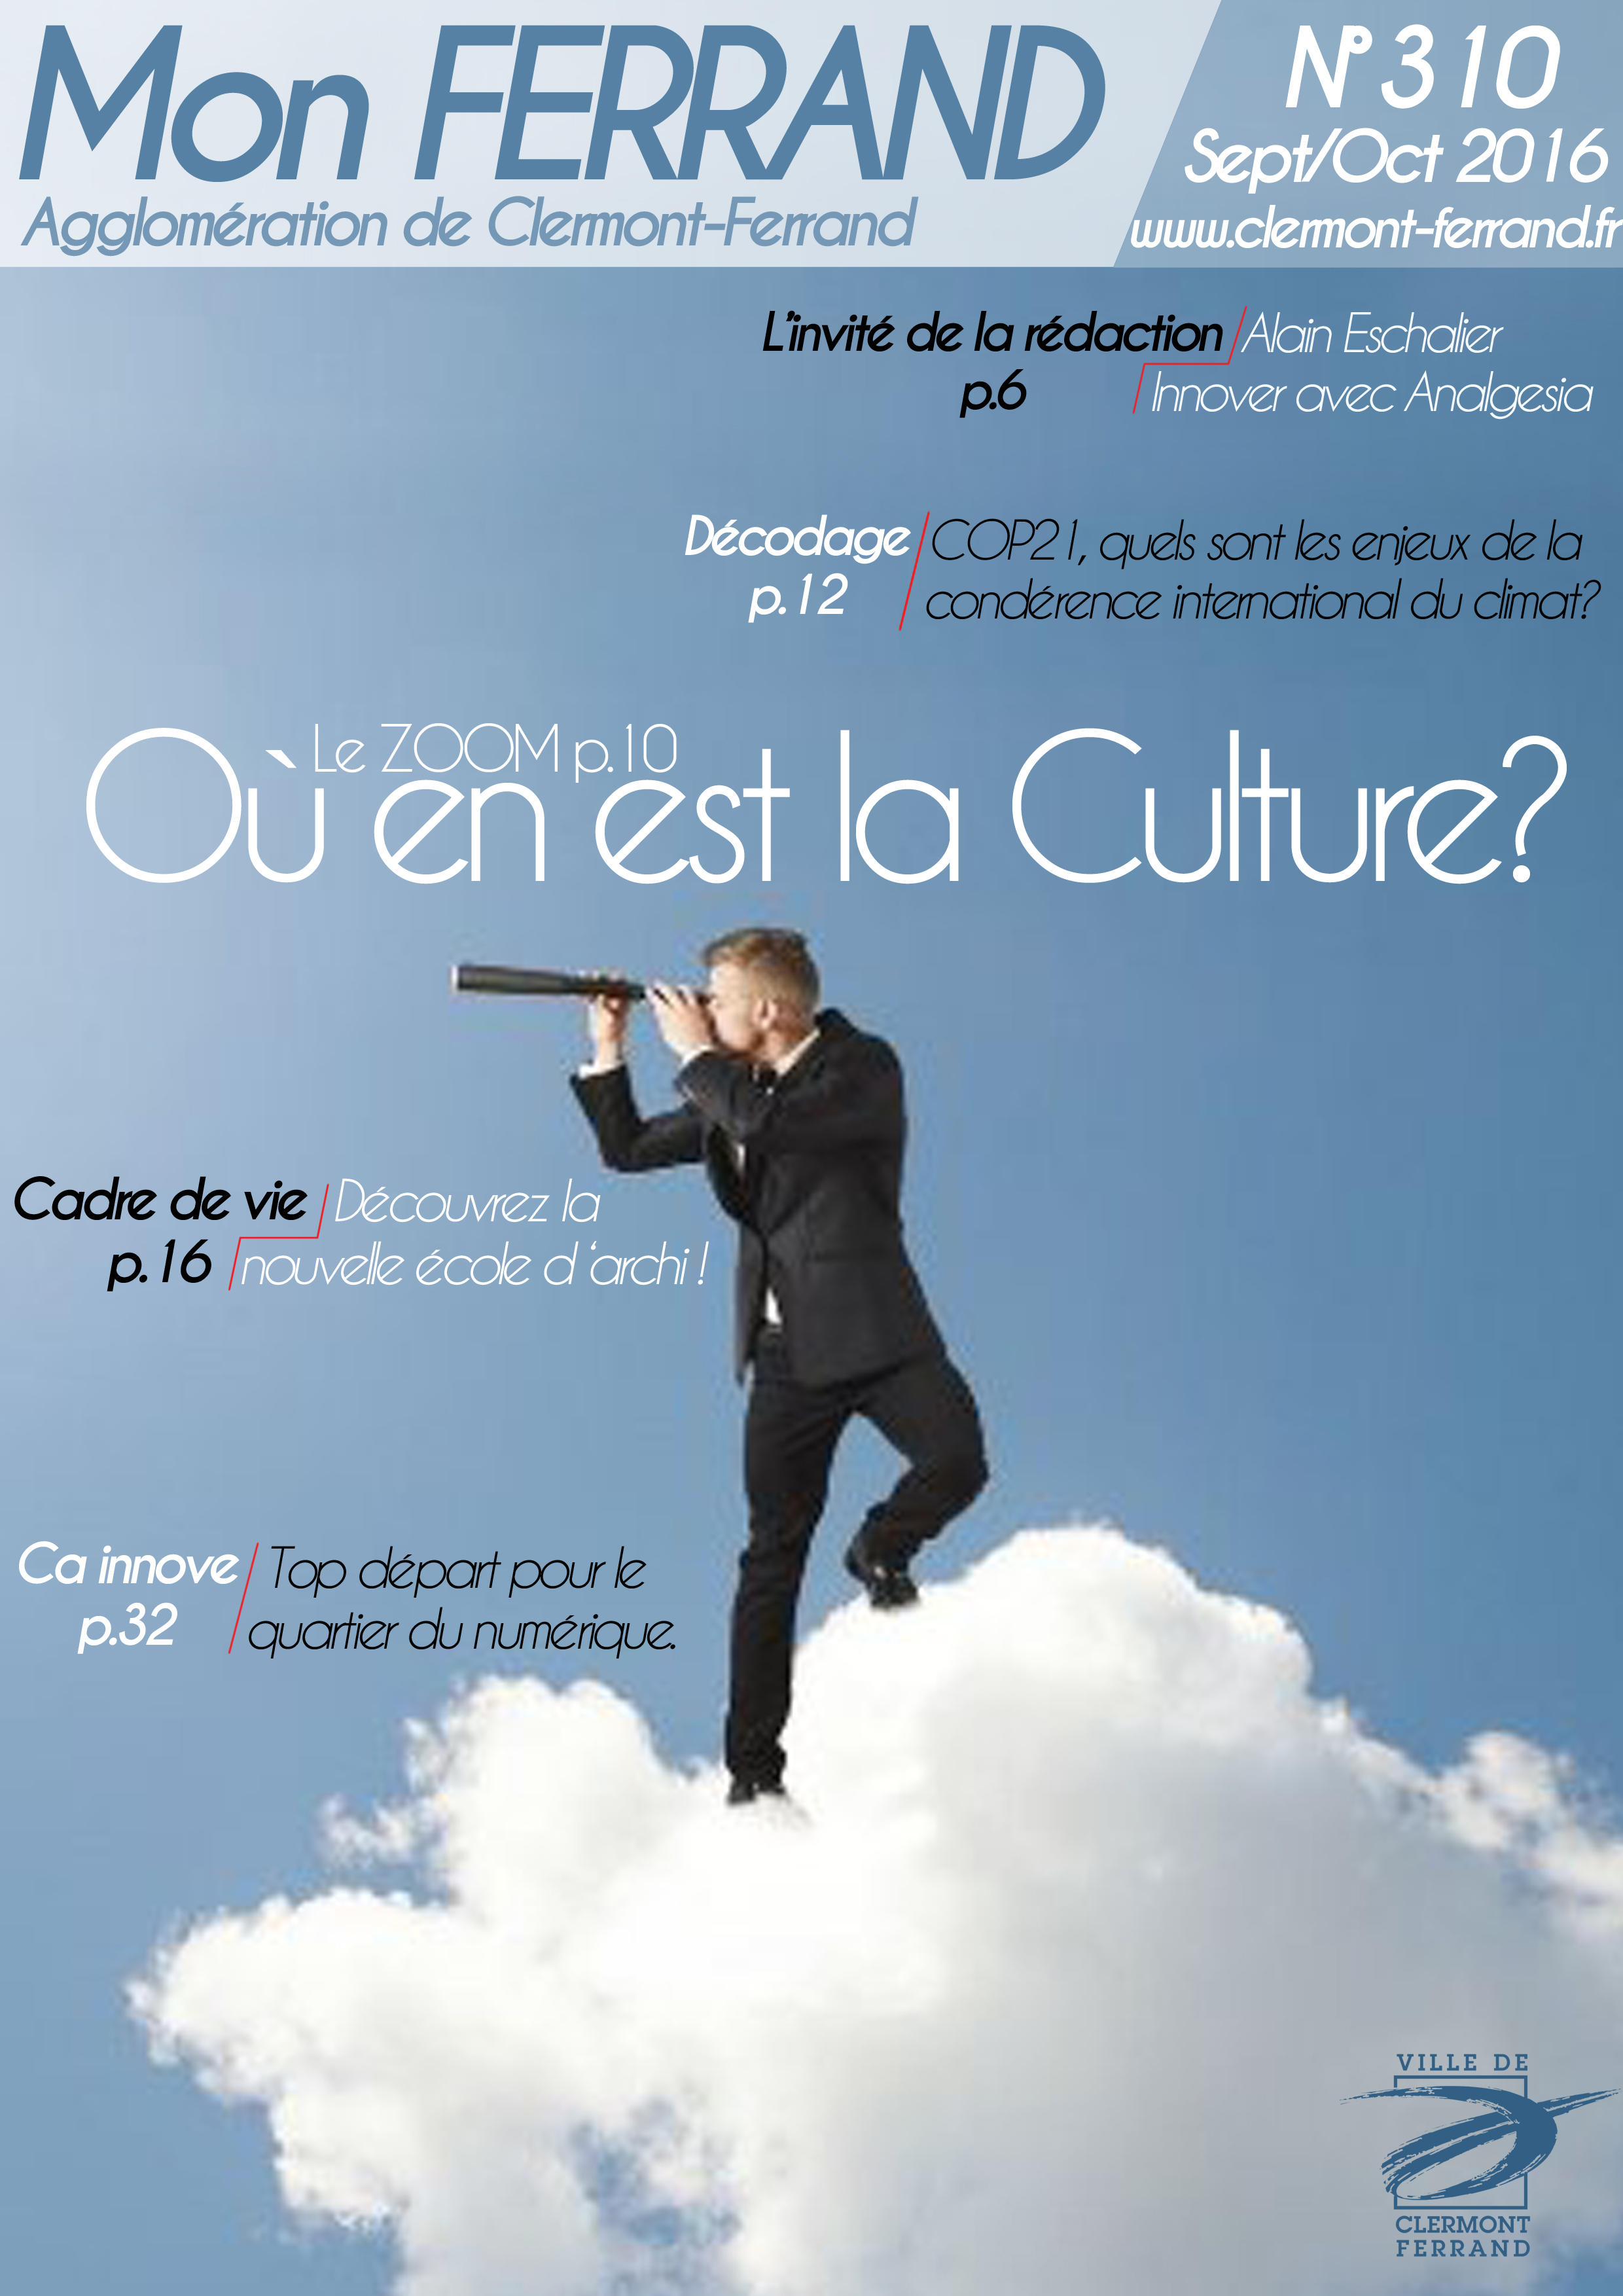 Mon FERRAND
Agglomération de Clermont-Ferrand
N°310
Sept/Oct 2016
www.clermont-ferrand.fr
L'invité de la rédaction Alain Eschalier
p.6 Innover avec Analgesia
Décodage COP21, quels sont les enjeux de la
p.12 condérence international du climat?
Le ZOOM p.10
Où en est la Culture?
Cadre de vie Découvrez la
p.16 nouvelle école d ‘archi !
Ca innove Top départ pour le
p.32 quartier du numérique.
VILLE DE
CLERMONT
FERRAND